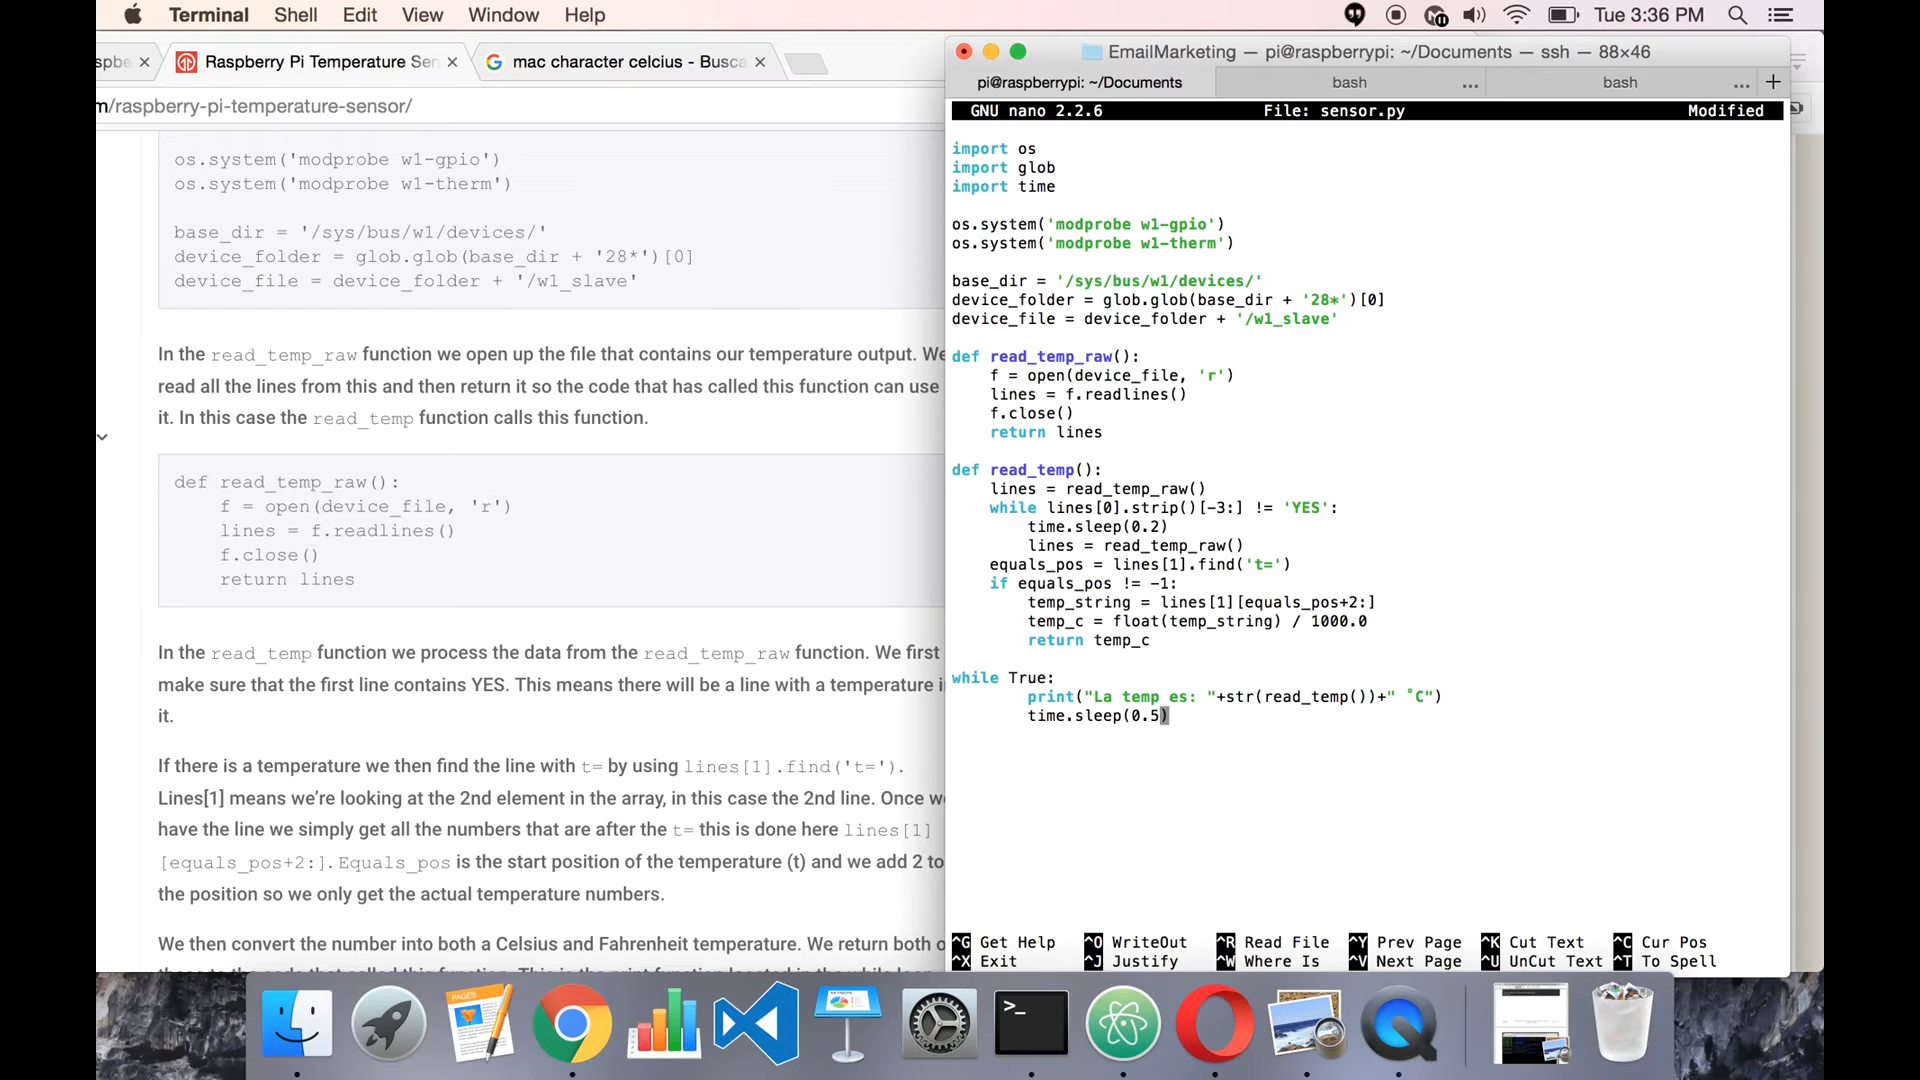 Terminal Shell Edit View Window Help Tue 3:36 PM
spbe Raspberry Pi Temperature Sen mac character celcius - Busca
m/raspberry-pi-temperature-sensor/
os.system('modprobe w1-gpio')
os.system('modprobe w1-therm')
base_dir = '/sys/bus/w1/devices/'
device_folder = glob.glob(base_dir + '28*')[0]
device_file = device_folder + '/w1_slave'
In the read_temp_raw function we open up the file that contains our temperature output. We
read all the lines from this and then return it so the code that has called this function can use
it. In this case the read_temp function calls this function.
def read_temp_raw():
    f = open(device_file, 'r')
    lines = f.readlines()
    f.close()
    return lines
In the read_temp function we process the data from the read_temp_raw function. We first
make sure that the first line contains YES. This means there will be a line with a temperature i
it.
If there is a temperature we then find the line with t= by using lines[1].find('t=').
Lines[1] means we're looking at the 2nd element in the array, in this case the 2nd line. Once we
have the line we simply get all the numbers that are after the t= this is done here lines[1]
[equals_pos+2:]. Equals_pos is the start position of the temperature (t) and we add 2 to
the position so we only get the actual temperature numbers.
We then convert the number into both a Celsius and Fahrenheit temperature. We return both o
EmailMarketing — pi@raspberrypi: ~/Documents — ssh — 88×46
pi@raspberrypi: ~/Documents bash ... bash ... +
GNU nano 2.2.6 File: sensor.py Modified
import os
import glob
import time
os.system('modprobe w1-gpio')
os.system('modprobe w1-therm')
base_dir = '/sys/bus/w1/devices/'
device_folder = glob.glob(base_dir + '28*')[0]
device_file = device_folder + '/w1_slave'
def read_temp_raw():
    f = open(device_file, 'r')
    lines = f.readlines()
    f.close()
    return lines
def read_temp():
    lines = read_temp_raw()
    while lines[0].strip()[-3:] != 'YES':
        time.sleep(0.2)
        lines = read_temp_raw()
    equals_pos = lines[1].find('t=')
    if equals_pos != -1:
        temp_string = lines[1][equals_pos+2:]
        temp_c = float(temp_string) / 1000.0
        return temp_c
while True:
        print("La temp es: "+str(read_temp())+" ˚C")
        time.sleep(0.5)
^G Get Help ^O WriteOut ^R Read File ^Y Prev Page ^K Cut Text ^C Cur Pos
^X Exit ^J Justify ^W Where Is ^V Next Page ^U UnCut Text ^T To Spell
PAGES